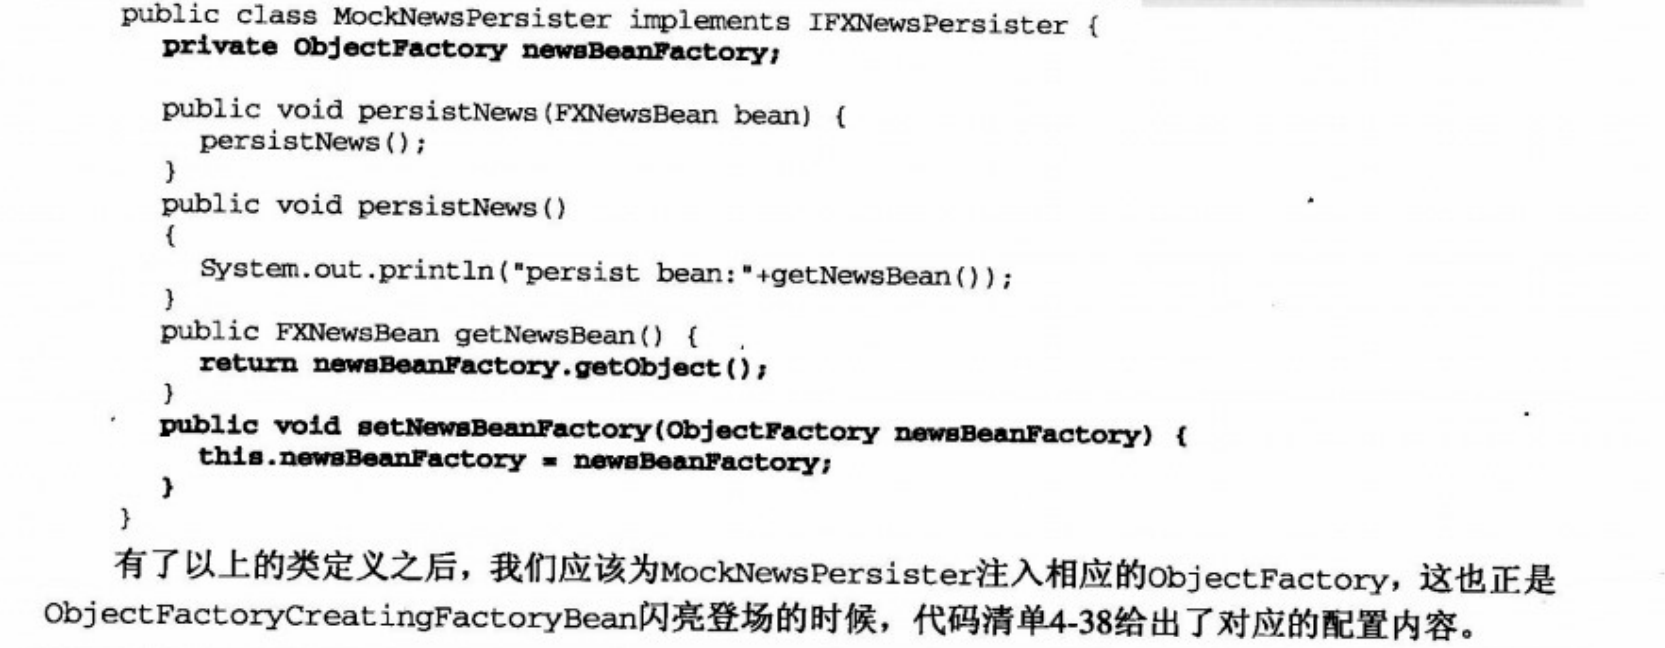 public class MockNewsPersister implements IFXNewsPersister {
private ObjectFactory newsBeanFactory;
public void persistNews(FXNewsBean bean) {
persistNews();
}
public void persistNews()
{
System.out.println("persist bean:"+getNewsBean());
}
public FXNewsBean getNewsBean() {
return newsBeanFactory.getObject();
}
public void setNewsBeanFactory(ObjectFactory newsBeanFactory) {
this.newsBeanFactory = newsBeanFactory;
}
}
有了以上的类定义之后，我们应该为MockNewsPersister注入相应的ObjectFactory，这也正是
ObjectFactoryCreatingFactoryBean闪亮登场的时候，代码清单4-38给出了对应的配置内容。